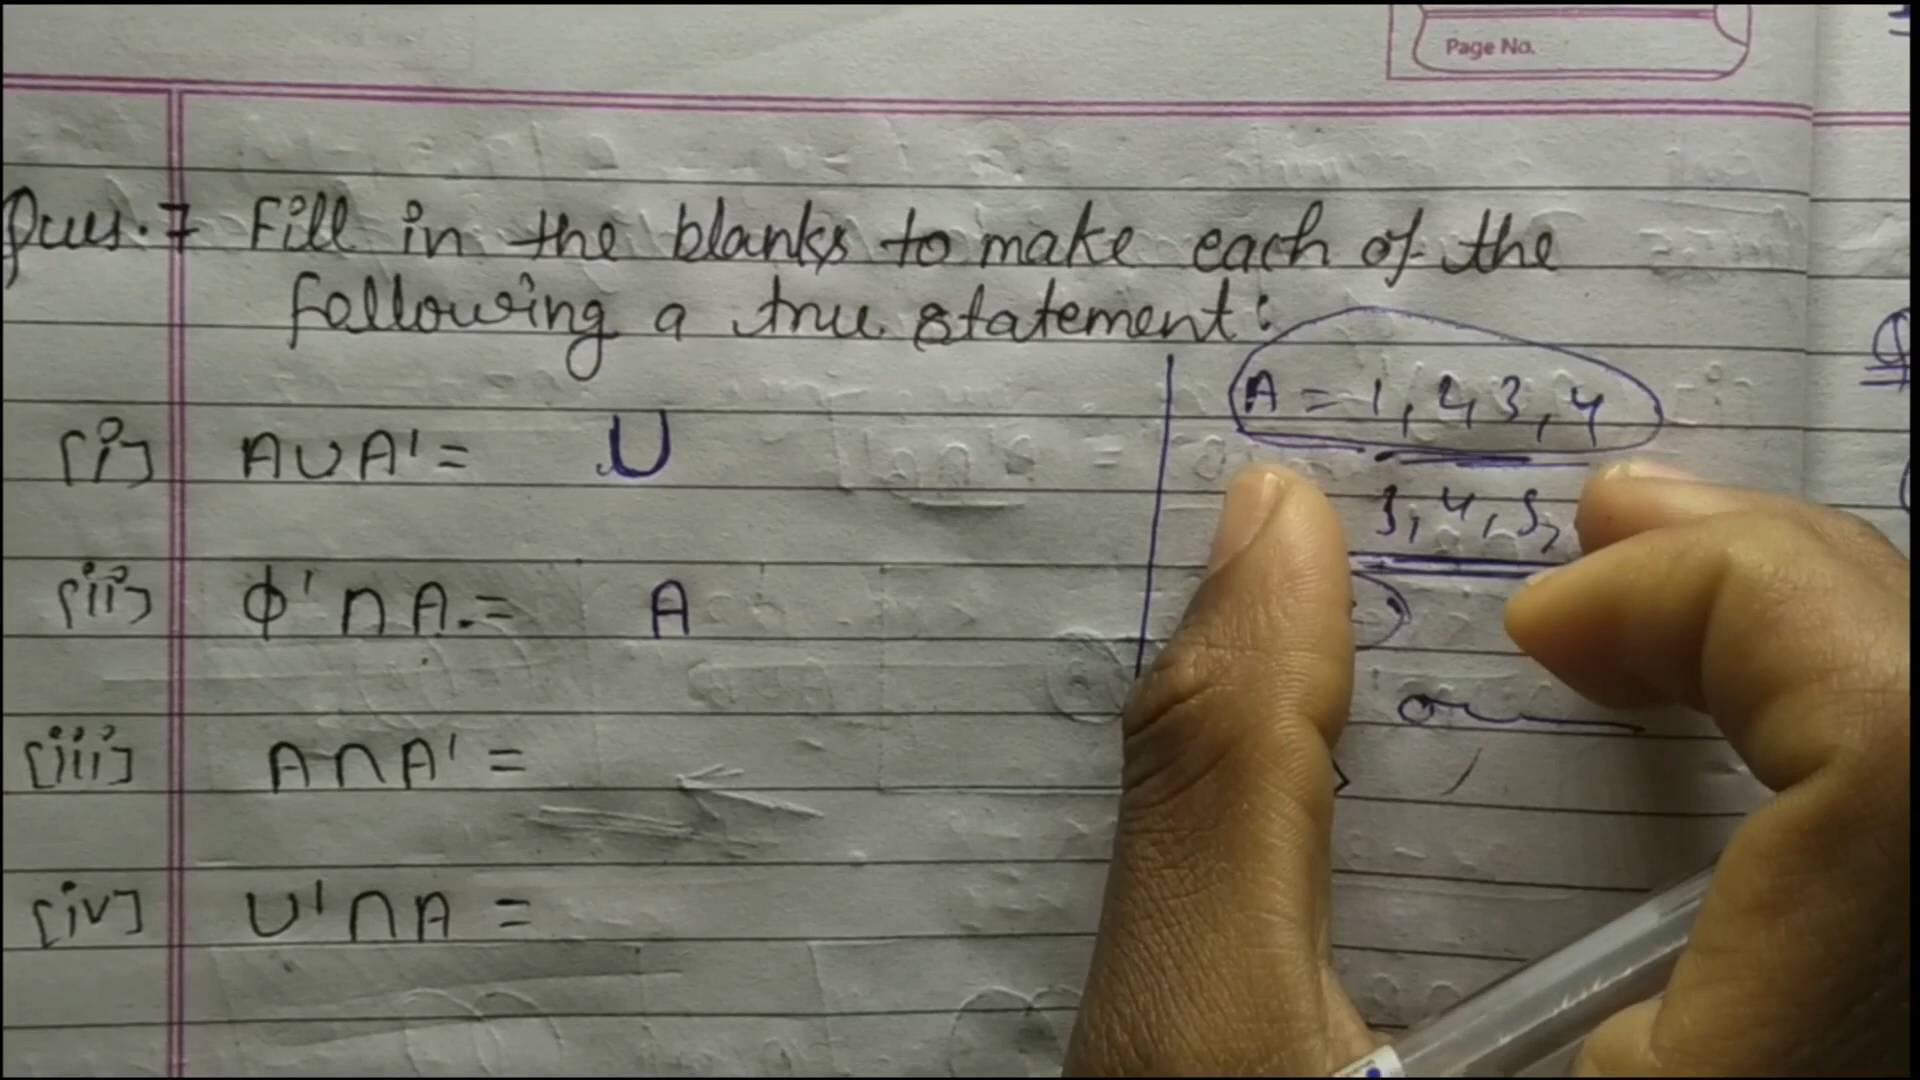 Page No.
Ques. 7 Fill in the blanks to make each of the
following a true statement:
A = 1, 2, 3, 4
[i] A∪A' = U
3, 4, 5,
[ii] ϕ' ∩ A. = A
[iii] A∩A' =
[iv] U'∩A =